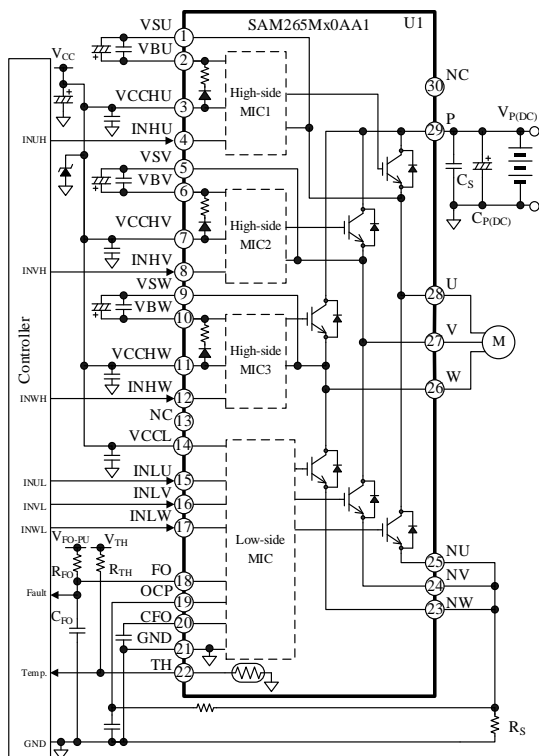 SAM265Mx0AA1
U1
VSU
1
VBU
2
VCC
VCCHU
3
High-side
MIC1
INUH
INHU
4
VSV
5
VBV
6
VCCHV
7
High-side
MIC2
INVH
INHV
8
VSW
9
VBW
10
VCCHW
11
High-side
MIC3
INWH
INHW
12
NC
13
VCCL
14
INUL
INLU
15
INVL
INLV
16
INWL
INLW
17
Low-side
MIC
VFO-PU
VTH
RFO
RTH
FO
18
Fault
OCP
19
CFO
CFO
20
GND
21
Temp.
TH
22
GND
Controller
30
NC
29
P
VP(DC)
CS
CP(DC)
28
U
27
V
M
26
W
25
NU
24
NV
23
NW
RS